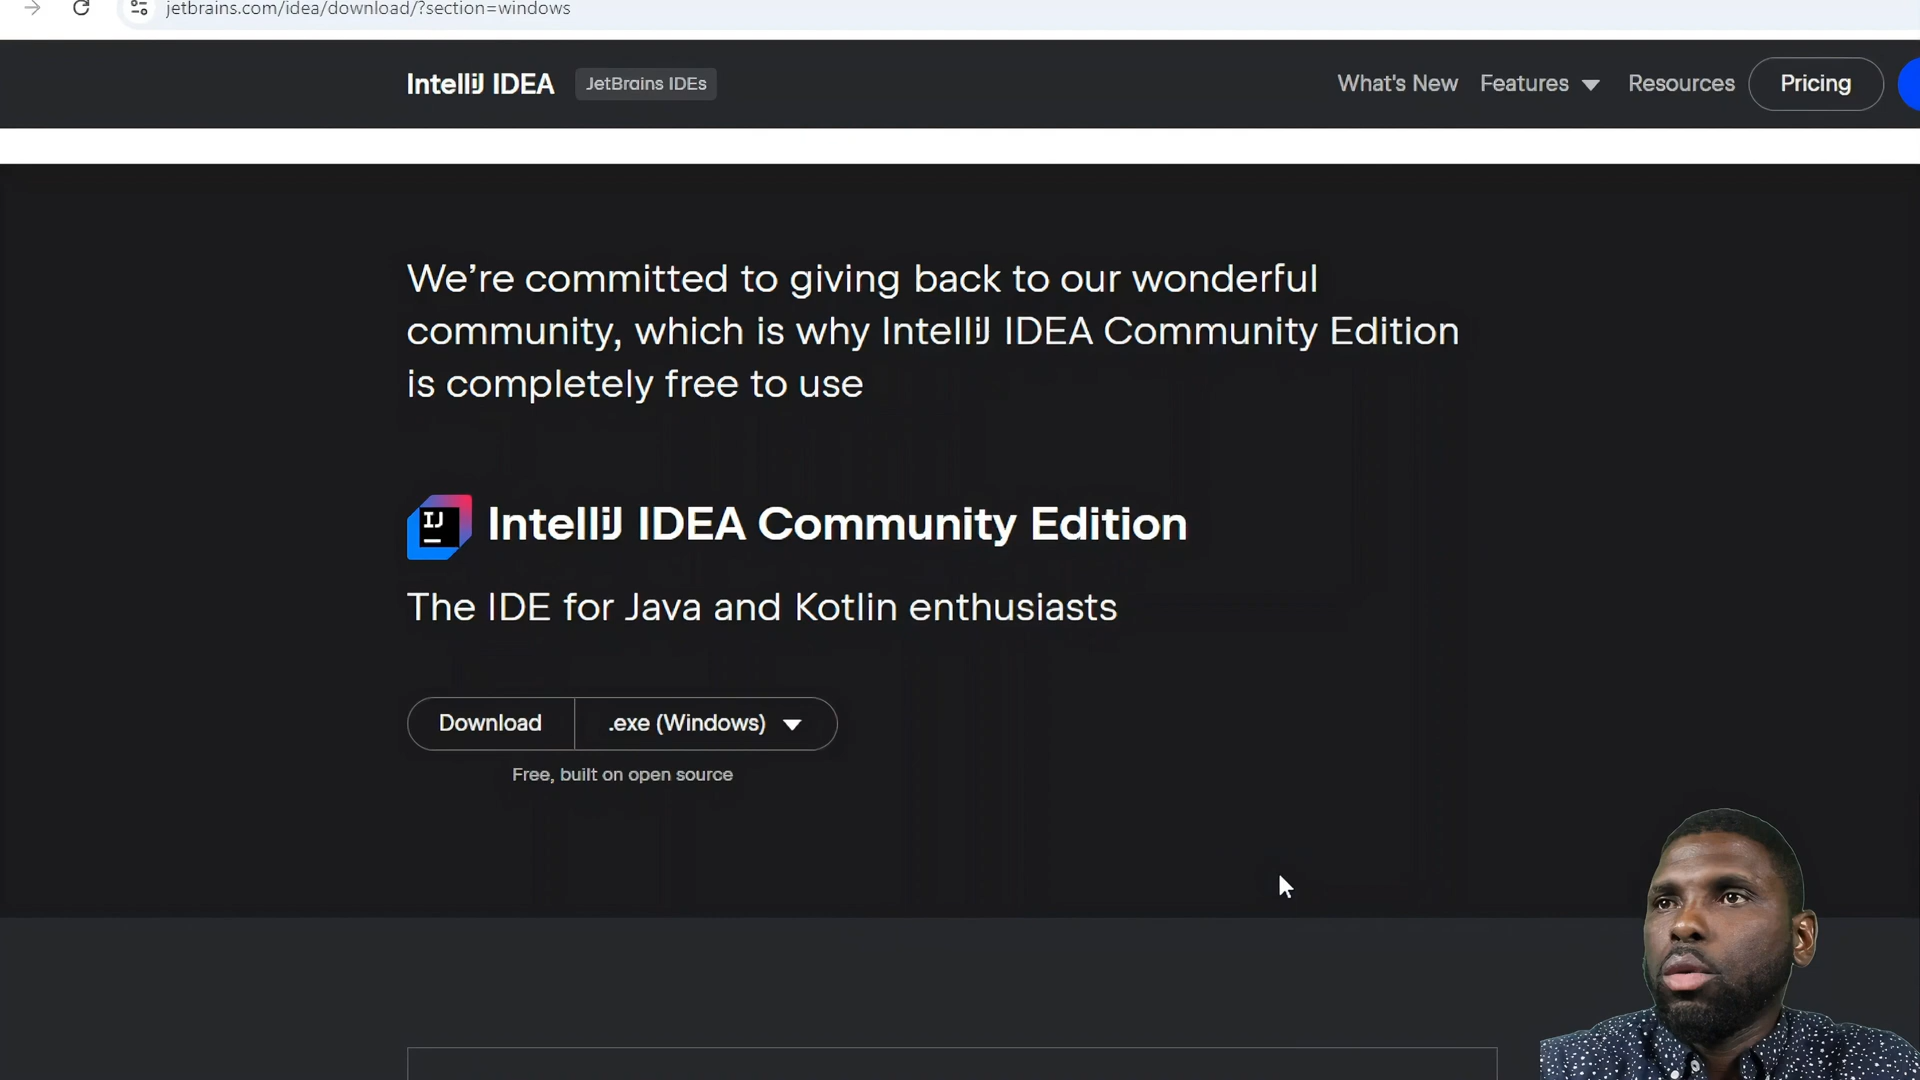 jetbrains.com/idea/download/?section=windows
IntelliJ IDEA
JetBrains IDEs
What's New
Features
Resources
Pricing
We're committed to giving back to our wonderful
community, which is why IntelliJ IDEA Community Edition
is completely free to use
IJ
IntelliJ IDEA Community Edition
The IDE for Java and Kotlin enthusiasts
Download
.exe (Windows)
Free, built on open source